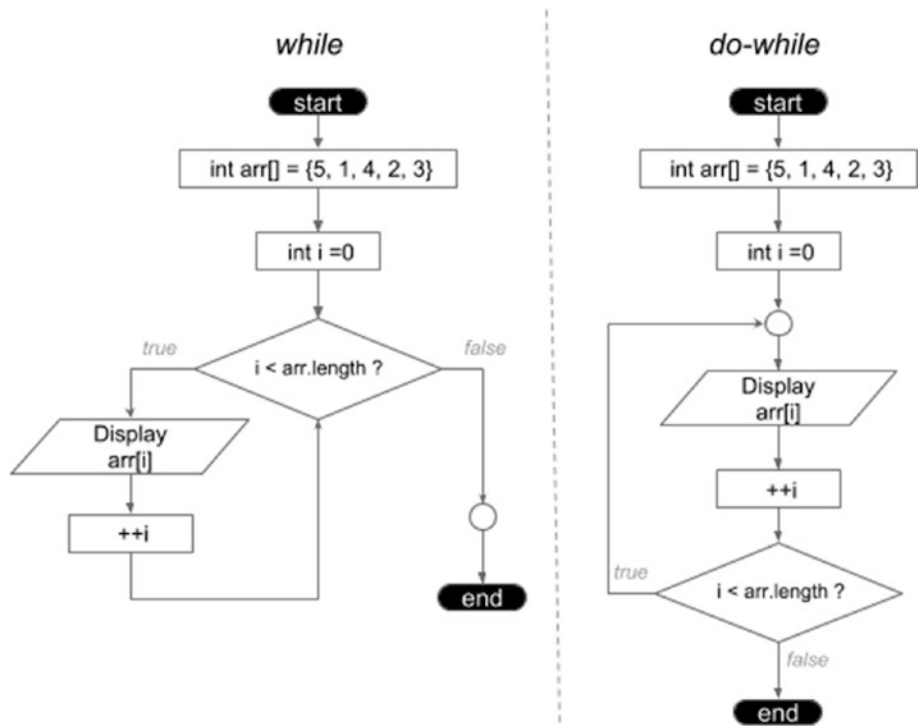 while
start
int arr[] = {5, 1, 4, 2, 3}
int i =0
i < arr.length ?
true
false
Display
arr[i]
++i
end
do-while
start
int arr[] = {5, 1, 4, 2, 3}
int i =0
Display
arr[i]
++i
i < arr.length ?
true
false
end